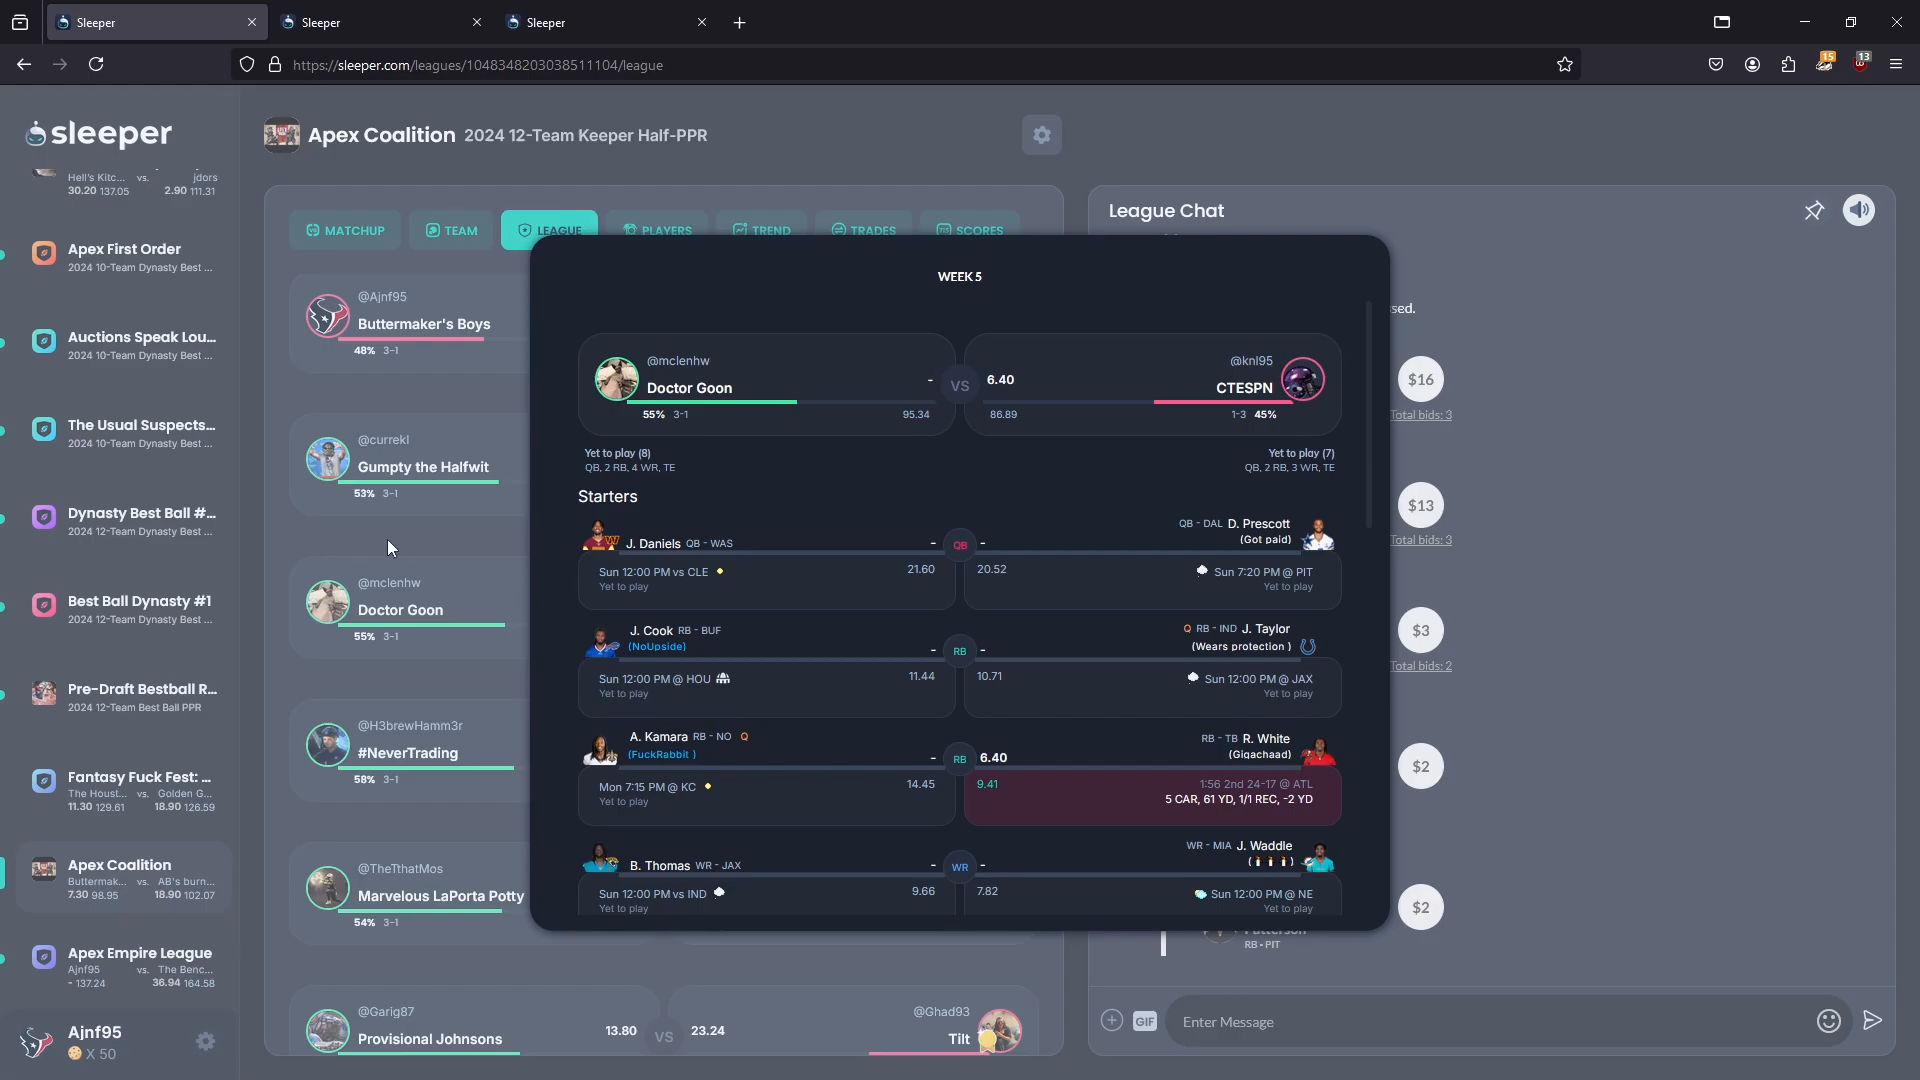 Sleeper
Sleeper
Sleeper
https://sleeper.com/leagues/1048348203038511104/league
15
13
sleeper
Hell's Kitc... vs. jdors
30.20 137.05 2.90 111.31
Apex First Order
2024 10-Team Dynasty Best ...
Auctions Speak Lou...
2024 10-Team Dynasty Best ...
The Usual Suspects...
2024 10-Team Dynasty Best ...
Dynasty Best Ball #...
2024 12-Team Dynasty Best ...
Best Ball Dynasty #1
2024 12-Team Dynasty Best ...
Pre-Draft Bestball R...
2024 12-Team Best Ball PPR
Fantasy Fuck Fest: ...
The Houst... vs. Golden G...
11.30 129.61 18.90 126.59
Apex Coalition
Buttermak... vs. AB's burn...
7.30 98.95 18.90 102.07
Apex Empire League
Ajnf95 vs. The Benc...
- 137.24 36.94 164.58
Ajnf95
X 50
Apex Coalition 2024 12-Team Keeper Half-PPR
MATCHUP TEAM LEAGUE PLAYERS TREND TRADES SCORES
@Ajnf95
Buttermaker's Boys
48% 3-1
@currekl
Gumpty the Halfwit
53% 3-1
@mclenhw
Doctor Goon
55% 3-1
@H3brewHamm3r
#NeverTrading
58% 3-1
@TheTthatMos
Marvelous LaPorta Potty
54% 3-1
@Garig87
Provisional Johnsons 13.80 VS 23.24
@Ghad93
Tilt
WEEK 5
@mclenhw
Doctor Goon -
55% 3-1 95.34
VS
@knl95
6.40 CTESPN
86.89 1-3 45%
Yet to play (8)
QB, 2 RB, 4 WR, TE
Yet to play (7)
QB, 2 RB, 3 WR, TE
Starters
J. Daniels QB - WAS -
Sun 12:00 PM vs CLE 21.60
Yet to play
QB
QB - DAL D. Prescott
(Got paid)
-
20.52 Sun 7:20 PM @ PIT
Yet to play
J. Cook RB - BUF
(NoUpside) -
Sun 12:00 PM @ HOU 11.44
Yet to play
RB
Q RB - IND J. Taylor
- (Wears protection )
10.71 Sun 12:00 PM @ JAX
Yet to play
A. Kamara RB - NO Q
(FuckRabbit ) -
Mon 7:15 PM @ KC 14.45
Yet to play
RB
RB - TB R. White
6.40 (Gigachaad)
9.41 1:56 2nd 24-17 @ ATL
5 CAR, 61 YD, 1/1 REC, -2 YD
B. Thomas WR - JAX -
Sun 12:00 PM vs IND 9.66
Yet to play
WR
WR - MIA J. Waddle
-
7.82 Sun 12:00 PM @ NE
Yet to play
League Chat
sed.
$16
Total bids: 3
$13
Total bids: 3
$3
Total bids: 2
$2
$2
Patterson
RB - PIT
GIF
Enter Message